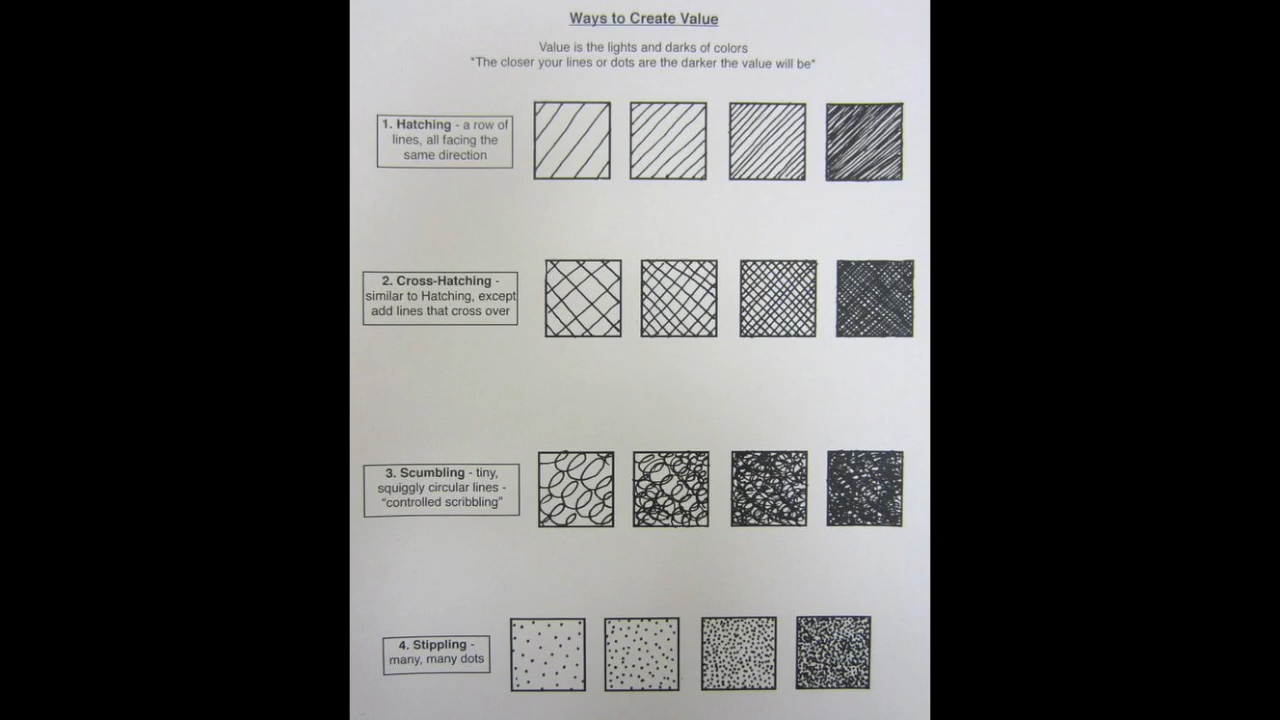 Ways to Create Value
Value is the lights and darks of colors
*The closer your lines or dots are the darker the value will be*
1. Hatching - a row of
lines, all facing the
same direction
2. Cross-Hatching -
similar to Hatching, except
add lines that cross over
3. Scumbling - tiny,
squiggly circular lines -
“controlled scribbling”
4. Stippling -
many, many dots